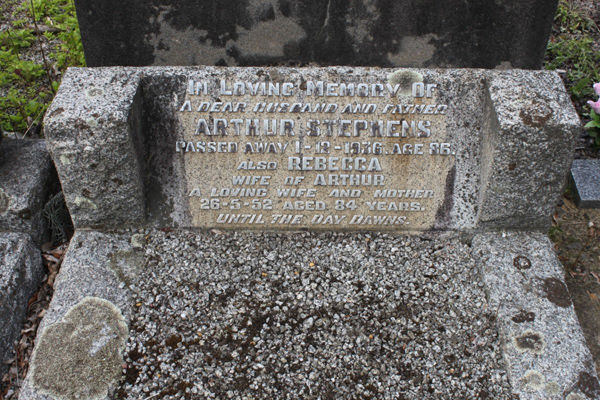 IN LOVING MEMORY OF
A DEAR HUSBAND AND FATHER
ARTHUR STEPHENS
PASSED AWAY 1-12-1936. AGE 86.
ALSO REBECCA
WIFE OF ARTHUR
A LOVING WIFE AND MOTHER
26-5-52 AGED 84 YEARS.
UNTIL THE DAY DAWNS.